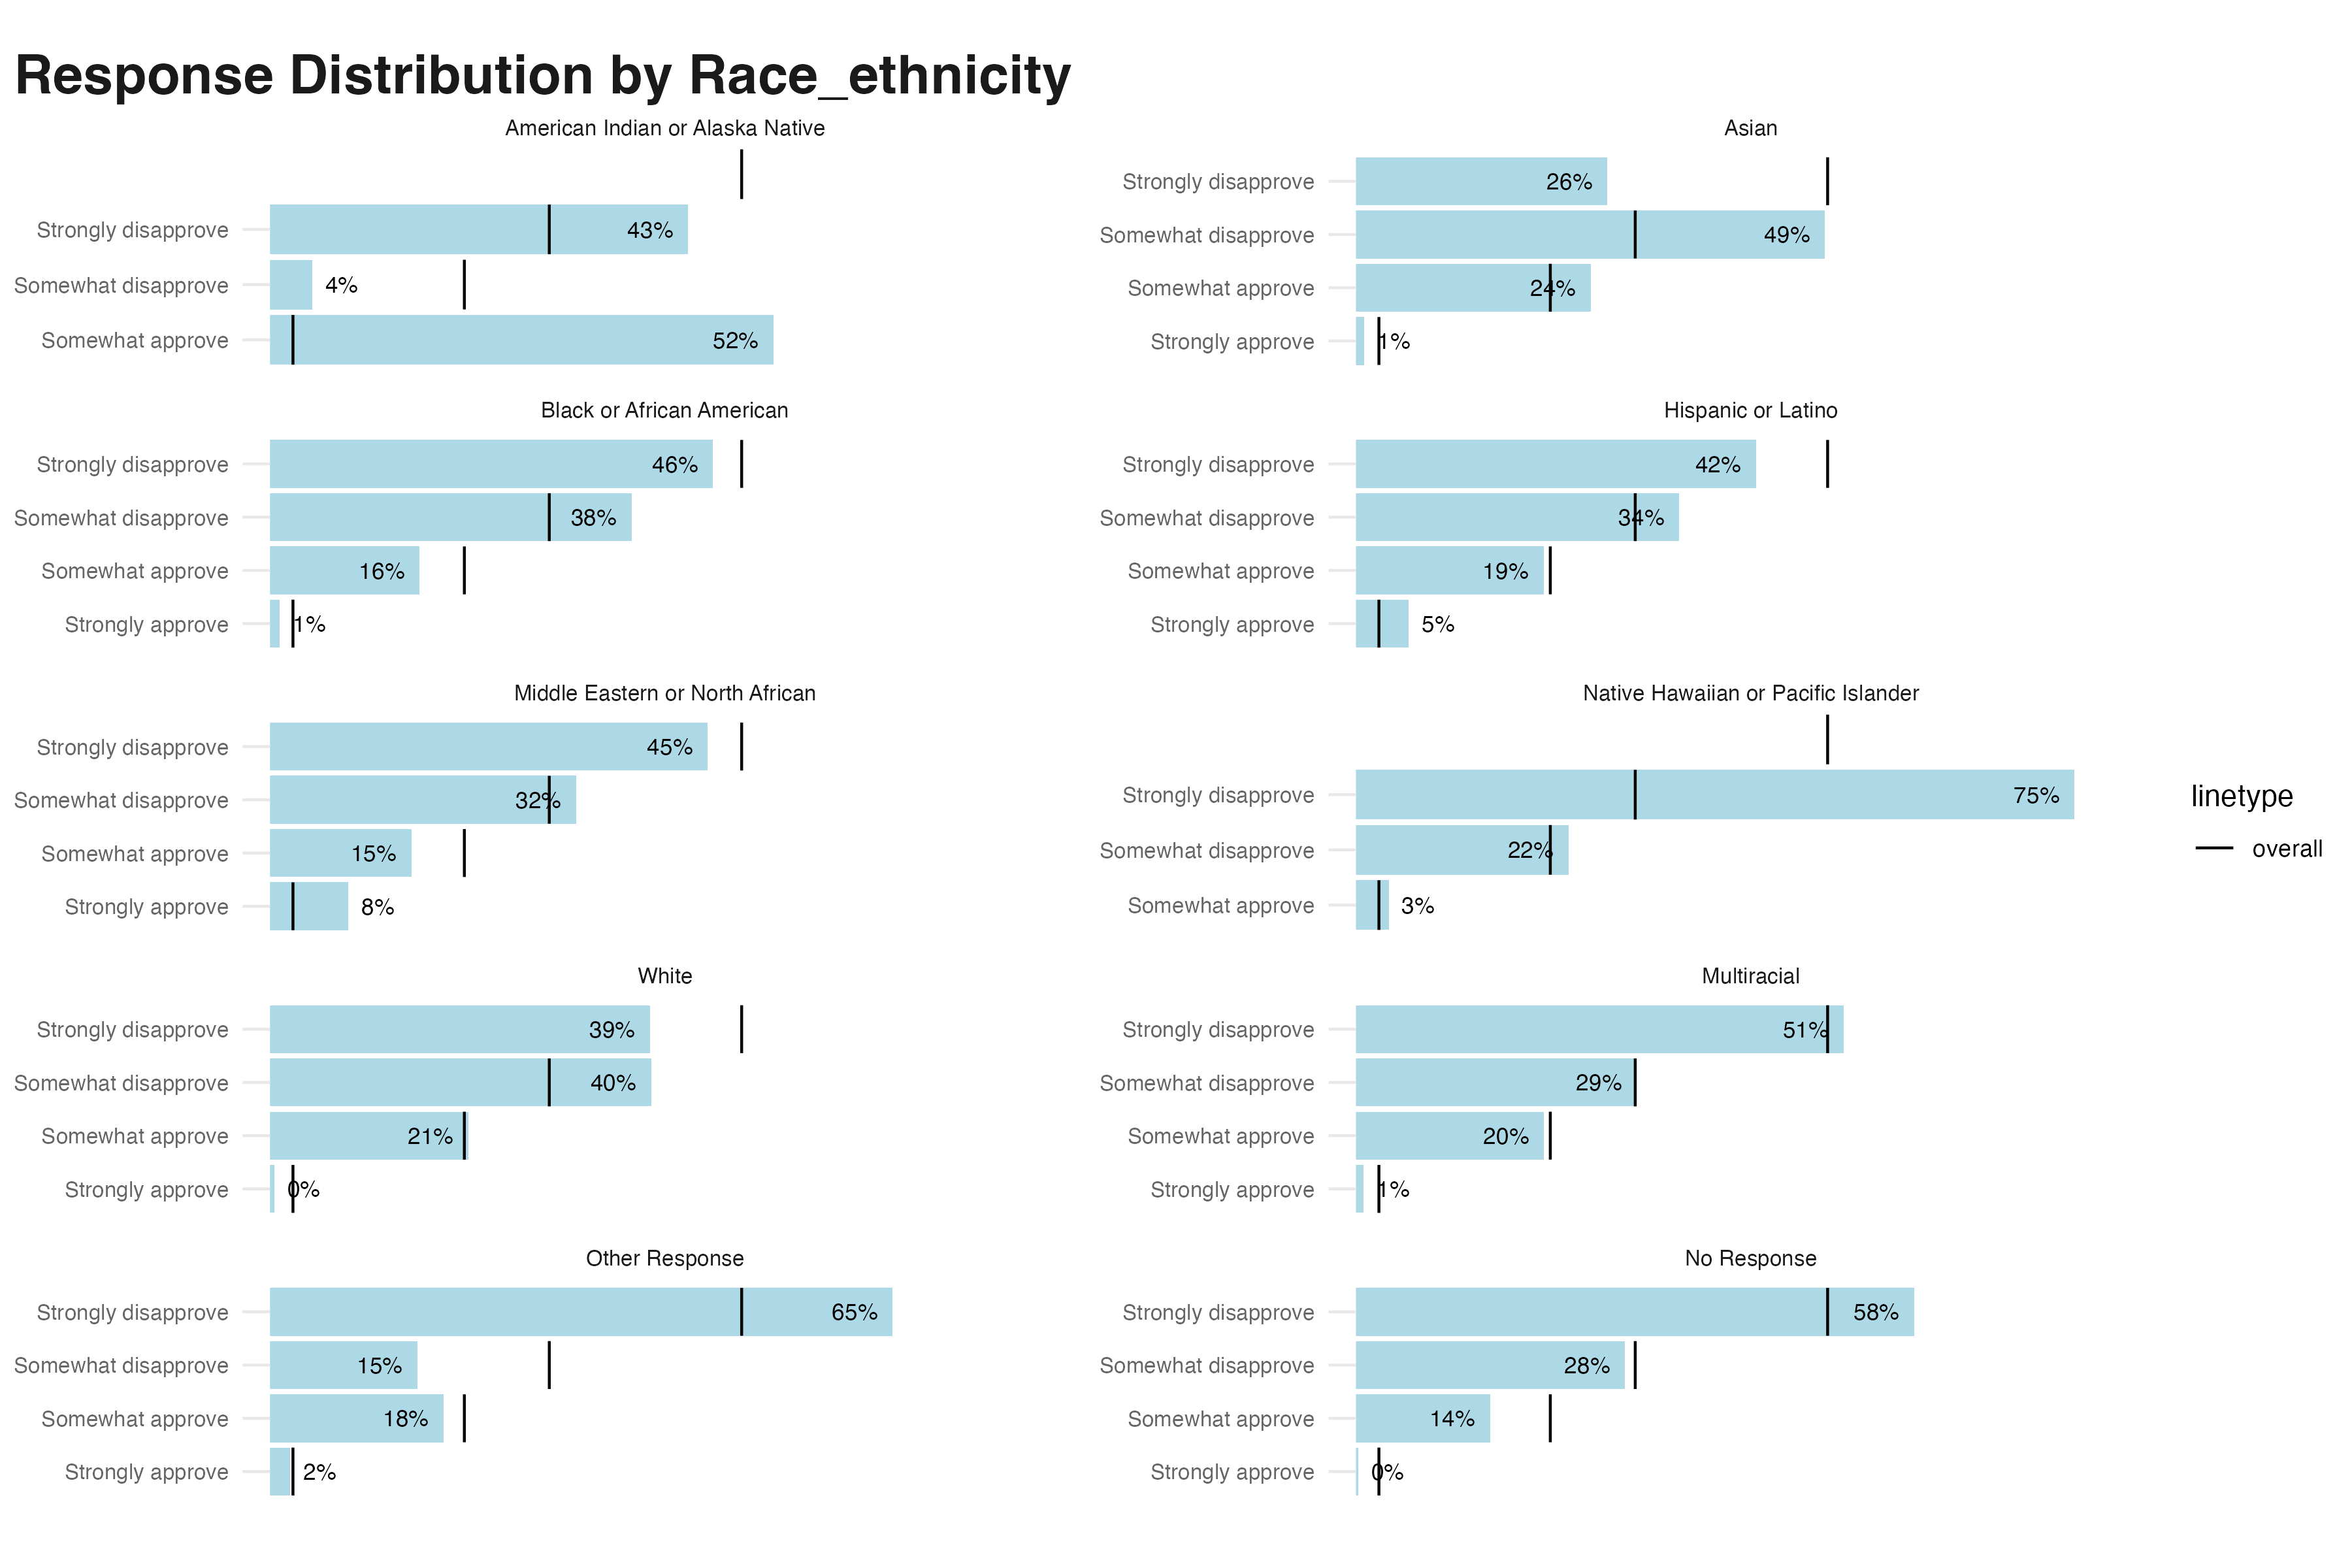 Response Distribution by Race_ethnicity
American Indian or Alaska Native
Strongly disapprove 43%
Somewhat disapprove 4%
Somewhat approve 52%
Asian
Strongly disapprove 26%
Somewhat disapprove 49%
Somewhat approve 24%
Strongly approve 1%
Black or African American
Strongly disapprove 46%
Somewhat disapprove 38%
Somewhat approve 16%
Strongly approve 1%
Hispanic or Latino
Strongly disapprove 42%
Somewhat disapprove 34%
Somewhat approve 19%
Strongly approve 5%
Middle Eastern or North African
Strongly disapprove 45%
Somewhat disapprove 32%
Somewhat approve 15%
Strongly approve 8%
Native Hawaiian or Pacific Islander
Strongly disapprove 75%
Somewhat disapprove 22%
Somewhat approve 3%
White
Strongly disapprove 39%
Somewhat disapprove 40%
Somewhat approve 21%
Strongly approve 0%
Multiracial
Strongly disapprove 51%
Somewhat disapprove 29%
Somewhat approve 20%
Strongly approve 1%
Other Response
Strongly disapprove 65%
Somewhat disapprove 15%
Somewhat approve 18%
Strongly approve 2%
No Response
Strongly disapprove 58%
Somewhat disapprove 28%
Somewhat approve 14%
Strongly approve 0%
linetype
overall